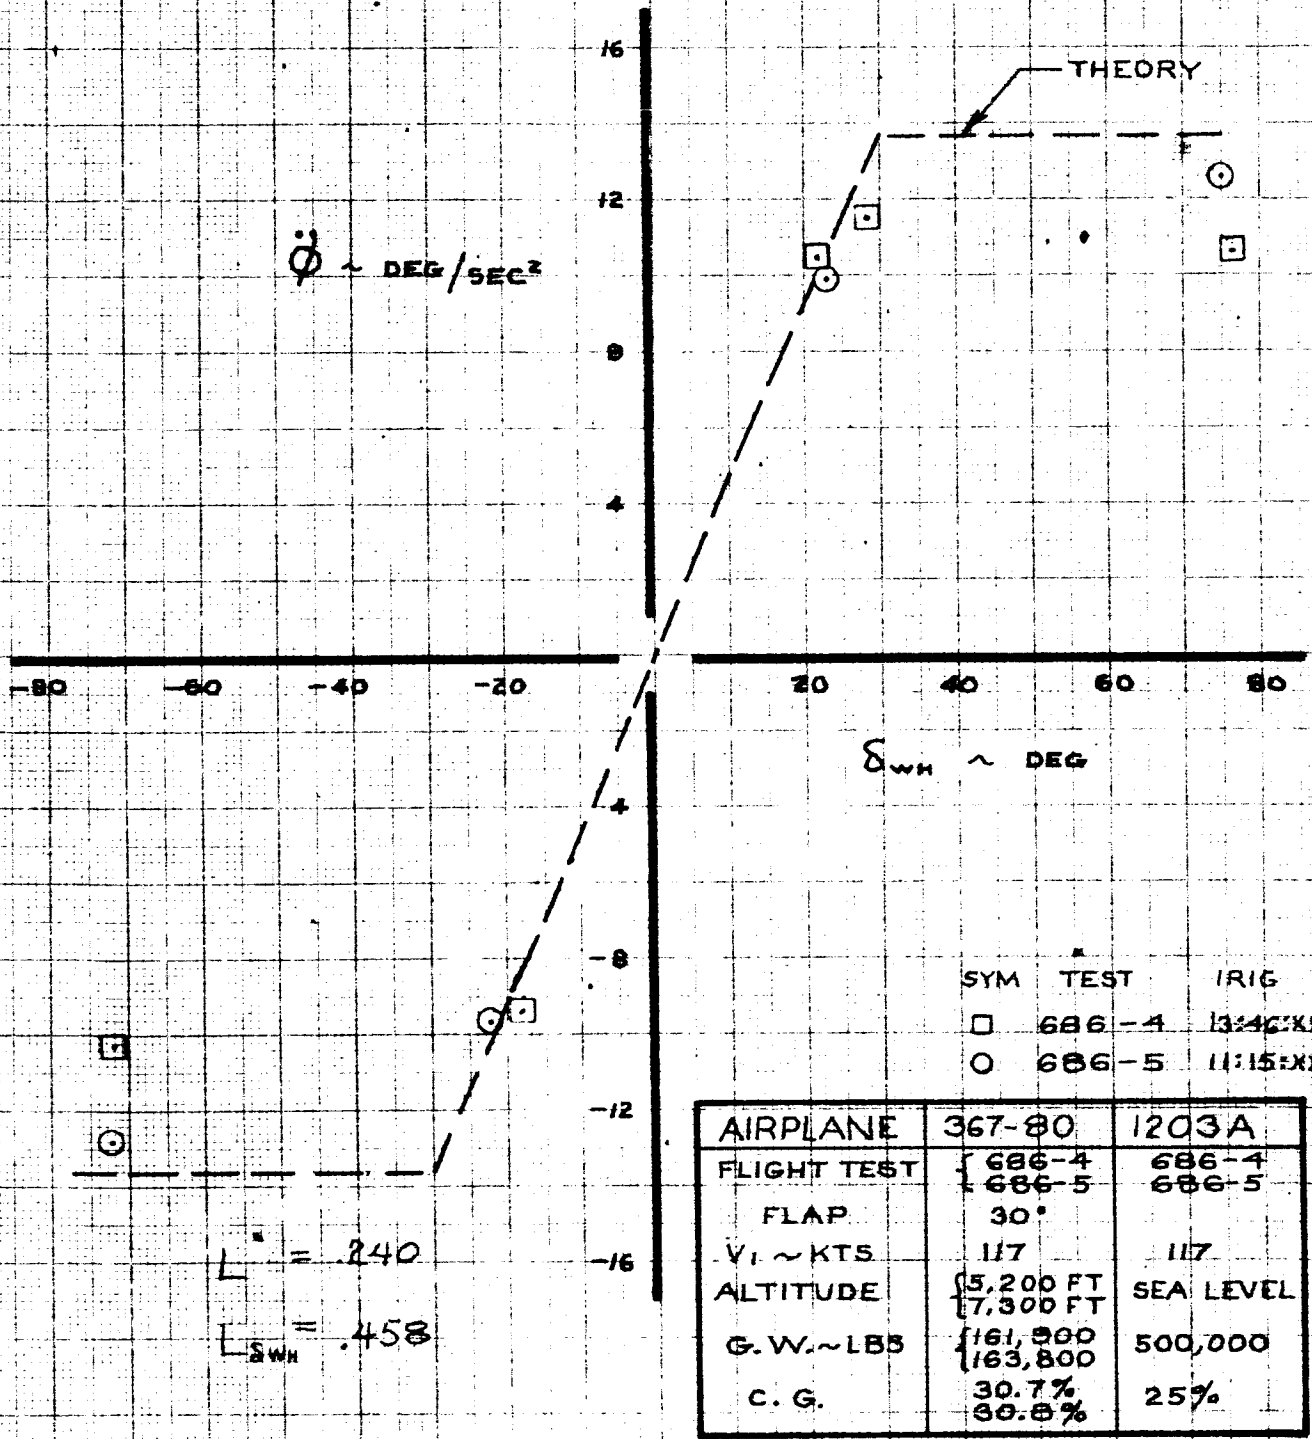 16
THEORY
12
ϕ̈ ~ DEG/SEC²
8
4
-80 -60 -40 -20 20 40 60 80
δWH ~ DEG
-4
-8
SYM TEST IRIG
□ 686-4
○ 686-5
-12
AIRPLANE 367-80 1203A
FLIGHT TEST { 686-4 686-4
686-5 686-5
FLAP 30°
V₁ ~ KTS 117 117
ALTITUDE { 5,200 FT SEA LEVEL
7,300 FT
-16
L = .240
G.W.~LBS { 500,000
163,800
LδWH = .458
C.G. 30.7% 25%
30.8%